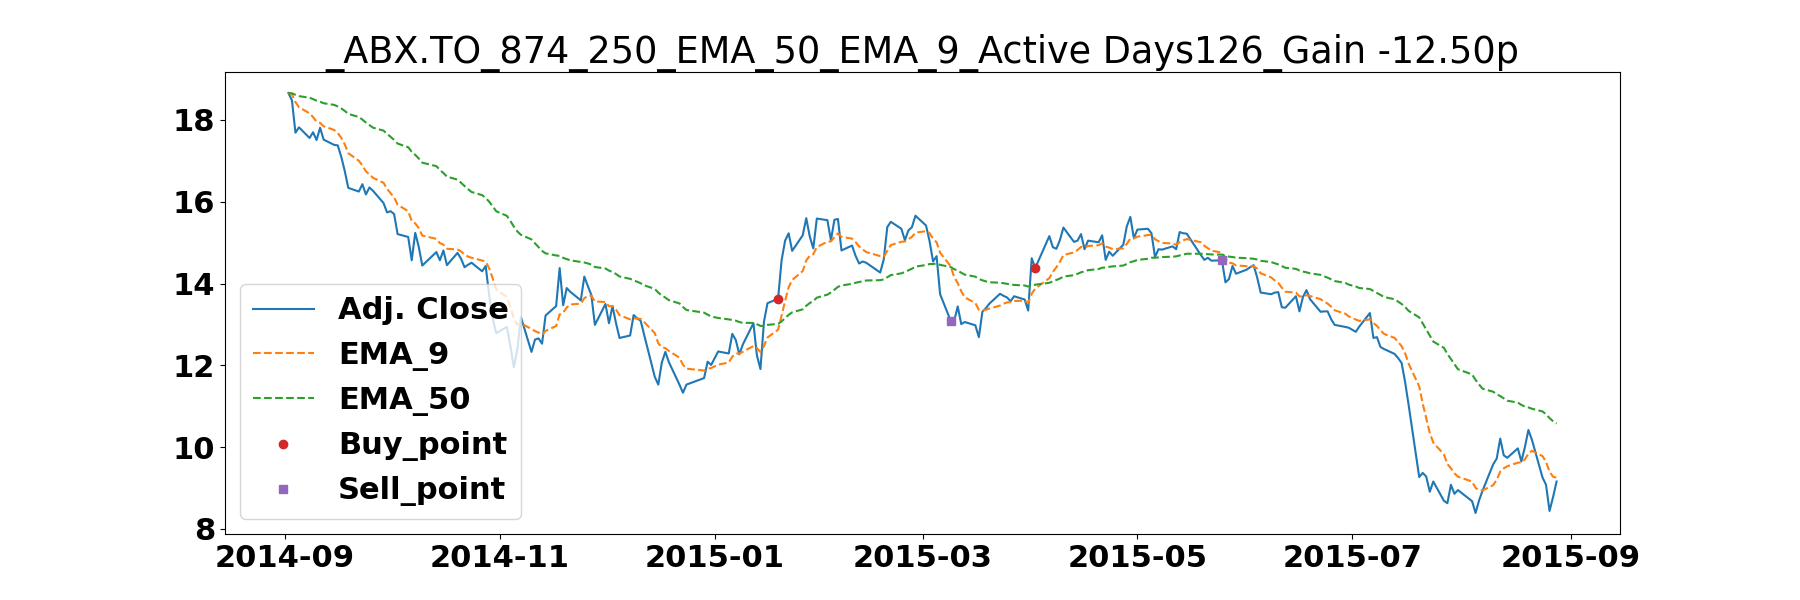 _ABX.TO_874_250_EMA_50_EMA_9_Active Days126_Gain -12.50p
18
16
14
12
10
8
Adj. Close
EMA_9
EMA_50
Buy_point
Sell_point
2014-09 2014-11 2015-01 2015-03 2015-05 2015-07 2015-09